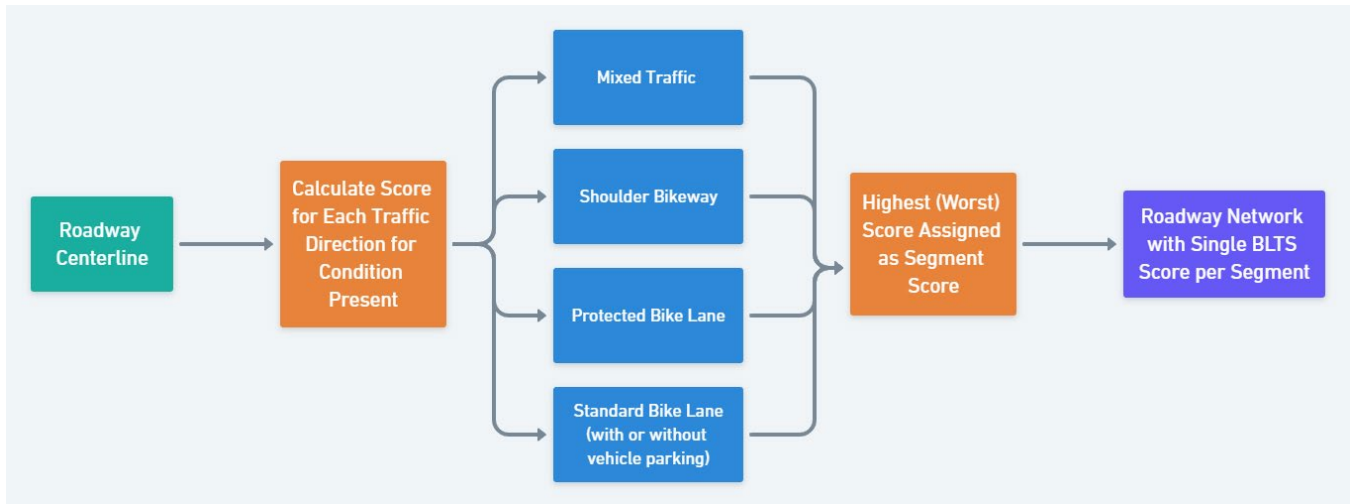 Roadway
Centerline
Calculate Score
for Each Traffic
Direction for
Condition
Present
Mixed Traffic
Shoulder Bikeway
Protected Bike Lane
Standard Bike Lane
(with or without
vehicle parking)
Highest (Worst)
Score Assigned
as Segment
Score
Roadway Network
with Single BLTS
Score per Segment